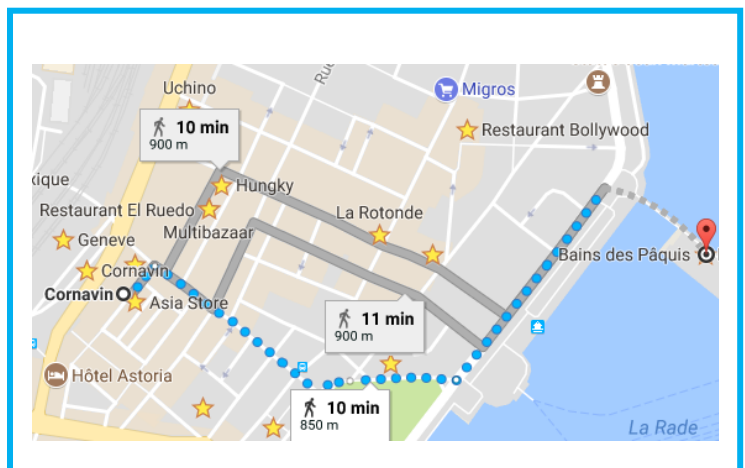 Uchino
Migros
10 min
900 m
Restaurant Bollywood
xique
Hungky
Restaurant El Ruedo
La Rotonde
Multibazaar
Geneve
Bains des Pâquis
Cornavin
Cornavin
Asia Store
11 min
900 m
Hôtel Astoria
10 min
850 m
La Rade